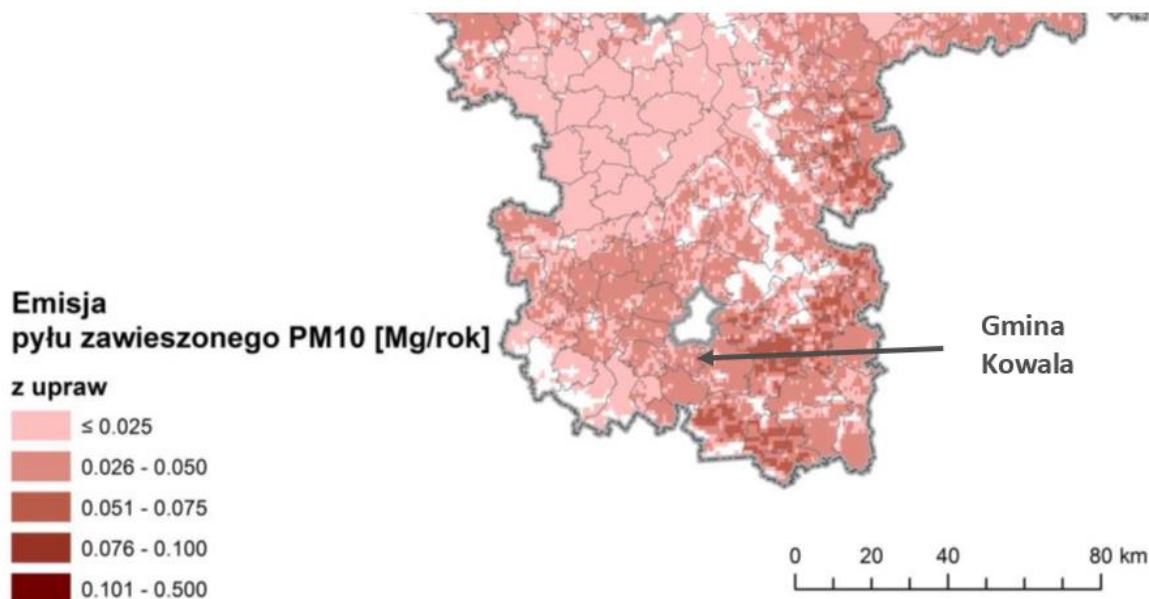 Emisja
pyłu zawieszonego PM10 [Mg/rok]
z upraw
≤ 0.025
0.026 - 0.050
0.051 - 0.075
0.076 - 0.100
0.101 - 0.500
Gmina
Kowala
0 20 40 80 km